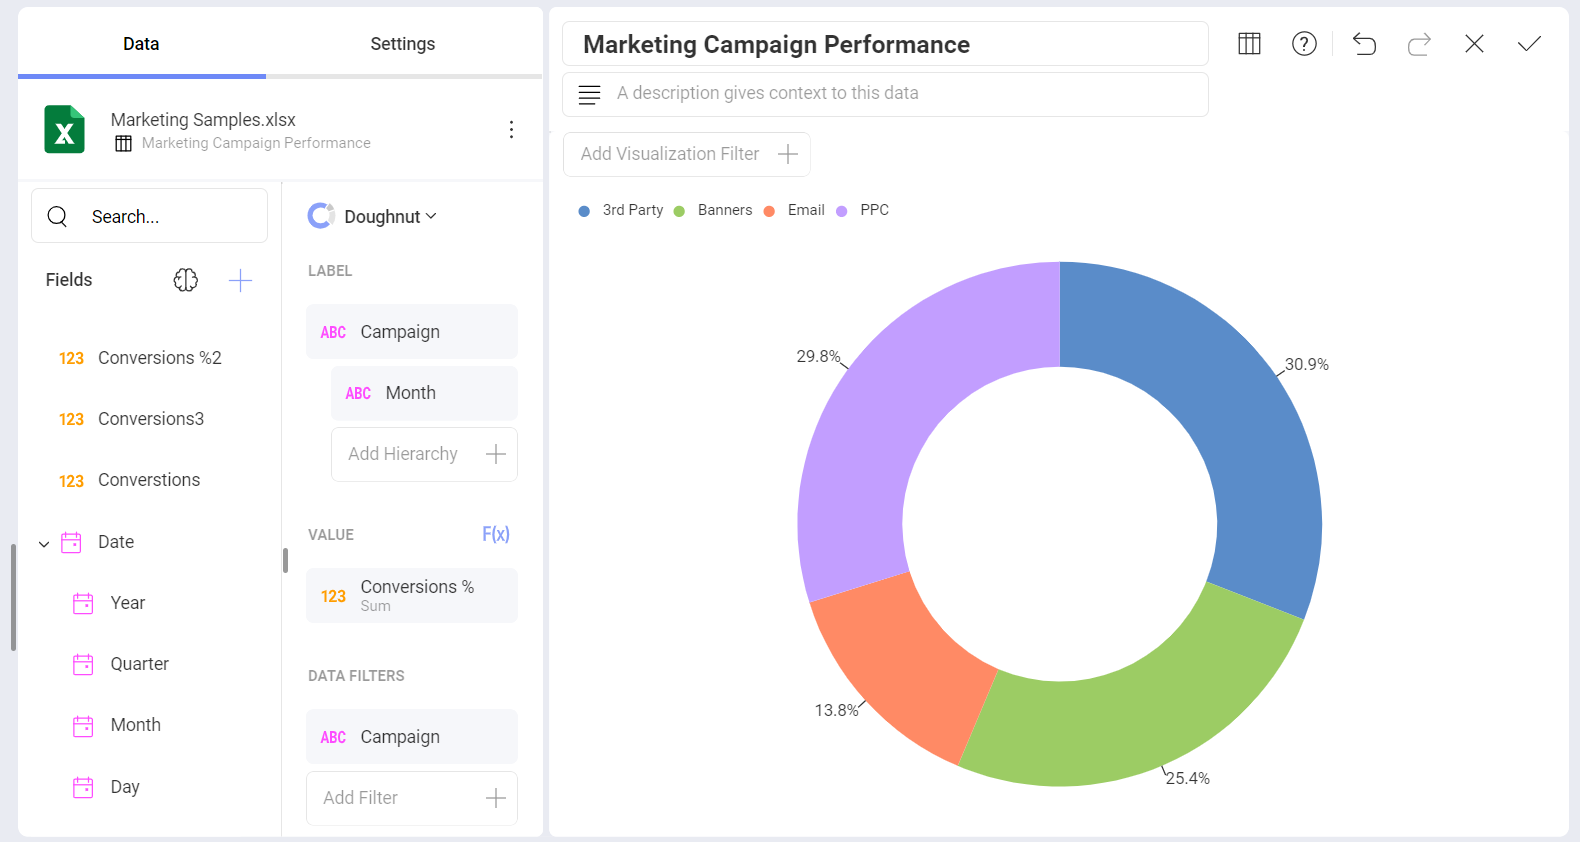 Data
Settings
Marketing Samples.xlsx
Marketing Campaign Performance
Search...
Fields
123 Conversions %2
123 Conversions3
123 Converstions
Date
Year
Quarter
Month
Day
Doughnut
LABEL
ABC Campaign
ABC Month
Add Hierarchy
VALUE
F(x)
123 Conversions %
Sum
DATA FILTERS
ABC Campaign
Add Filter
Marketing Campaign Performance
A description gives context to this data
Add Visualization Filter
3rd Party Banners Email PPC
29.8%
30.9%
13.8%
25.4%